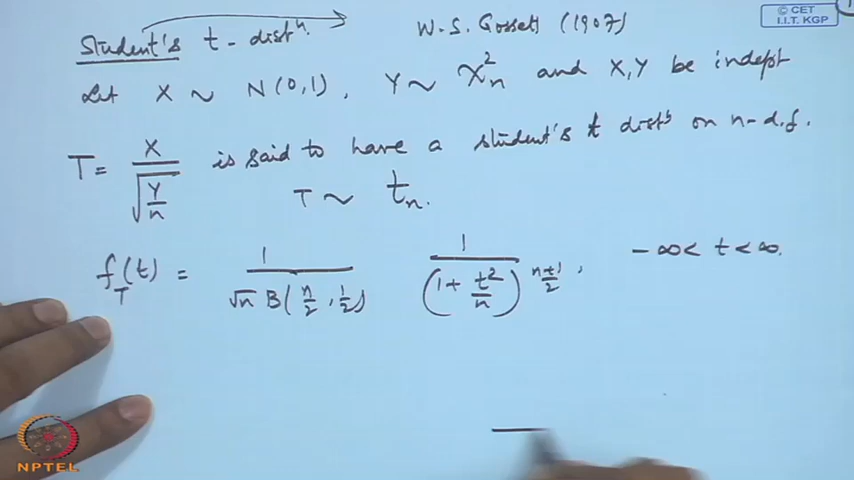 Student's t-distⁿ. W.S. Gossett (1907)
© CET
I.I.T. KGP
Let X ~ N(0,1), Y ~ χ²ₙ and X,Y be indept
T = X/√(Y/n) is said to have a student's t distⁿ on n-d.f.
T ~ tₙ.
f_T(t) = 1/(√n B(n/2, 1/2)) 1/(1 + t²/n)^((n+1)/2), -∞ < t < ∞.
NPTEL